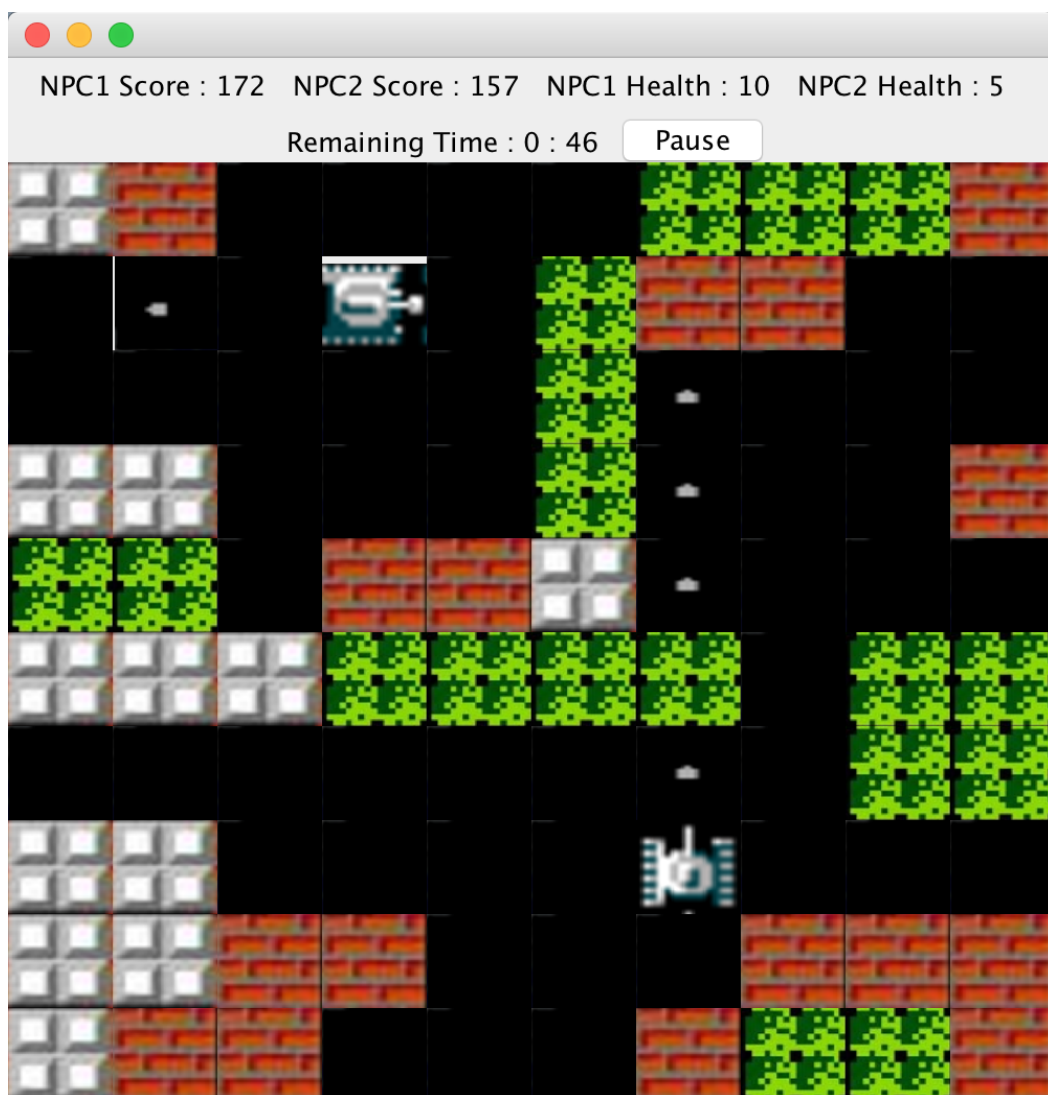 NPC1 Score : 172 NPC2 Score : 157 NPC1 Health : 10 NPC2 Health : 5
Remaining Time : 0 : 46 Pause